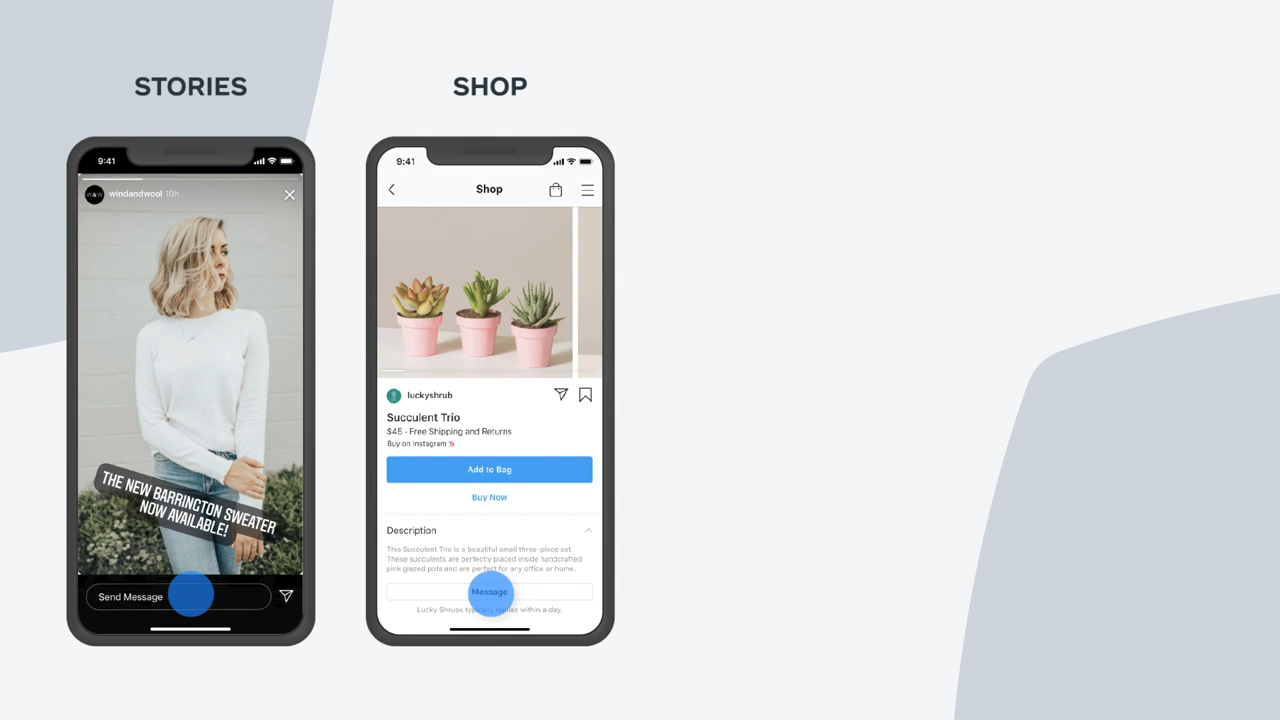 STORIES
9:41
W&W
windandwool 10h
THE NEW BARRINGTON SWEATER
NOW AVAILABLE!
Send Message
SHOP
9:41
Shop
luckyshrub
Succulent Trio
$45 · Free Shipping and Returns
Buy on Instagram »
Add to Bag
Buy Now
Description
This Succulent Trio is a beautiful small three-piece set.
These succulents are perfectly placed inside handcrafted
pink glazed pots and are perfect for any office or home.
Message
Lucky Shrubs typically replies within a day.